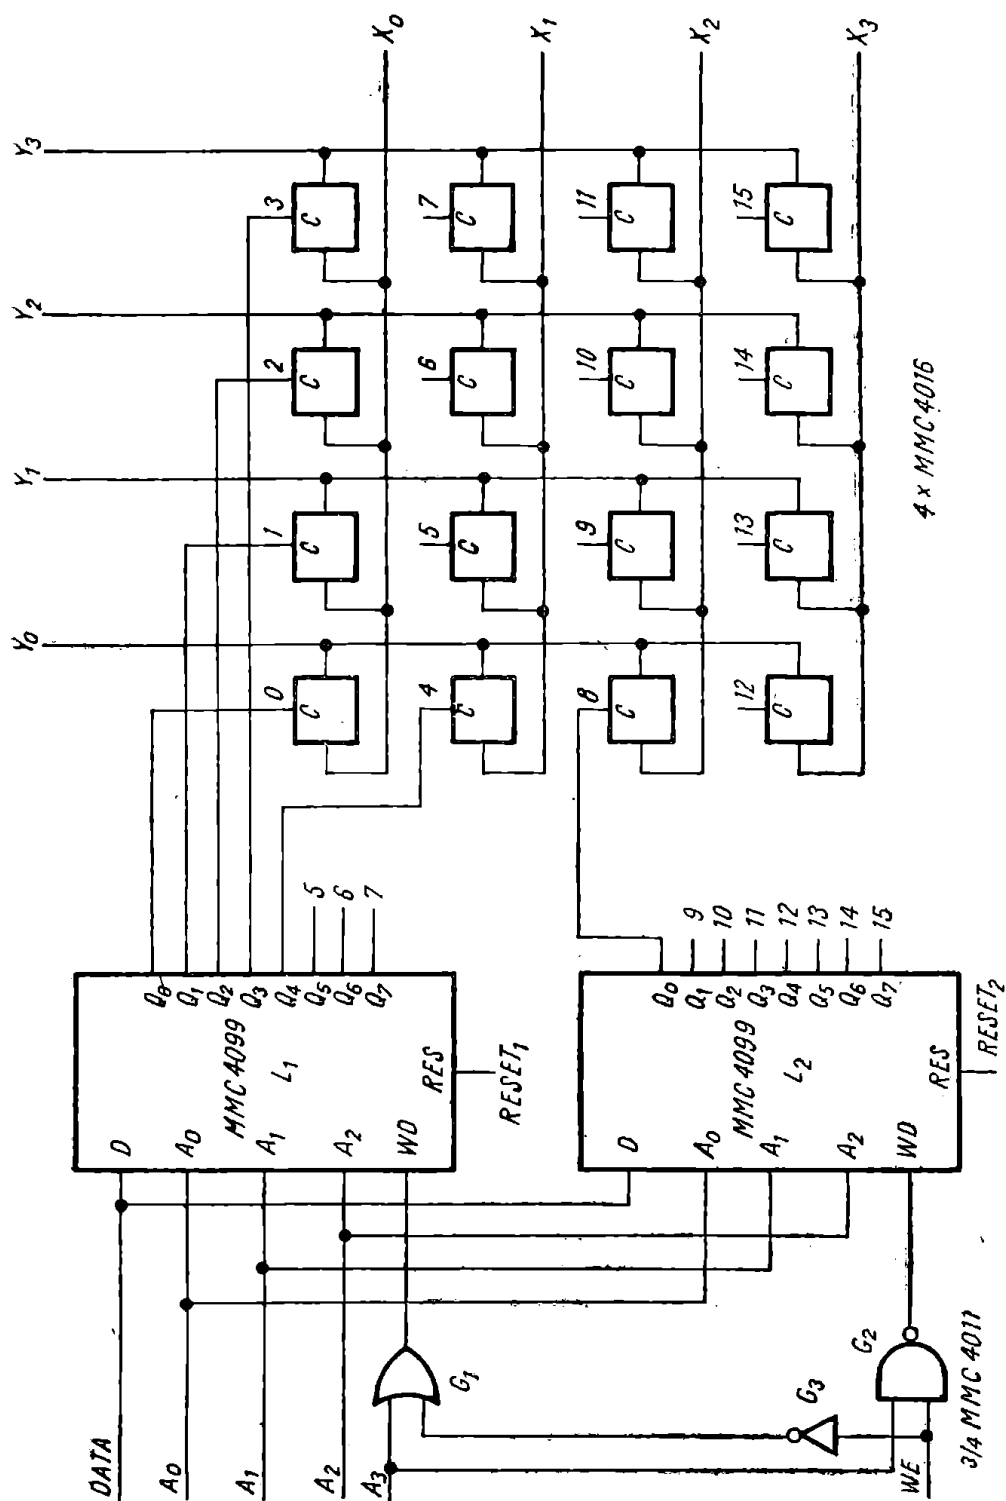 DATA
A0
A1
A2
A3
WE
D
A0
A1
A2
WD
MMC4099
L1
RES
RESET1
Q0
Q1
Q2
Q3
Q4
Q5
Q6
Q7
5
6
7
D
A0
A1
A2
WD
MMC4099
L2
RES
RESET2
Q0
Q1
Q2
Q3
Q4
Q5
Q6
Q7
9
10
11
12
13
14
15
G1
G2
G3
3/4 MMC4011
Y0
Y1
Y2
Y3
0
C
1
C
2
C
3
C
X0
4
C
5
C
6
C
7
C
X1
8
C
9
C
10
C
11
C
X2
12
C
13
C
14
C
15
C
X3
4 x MMC4016